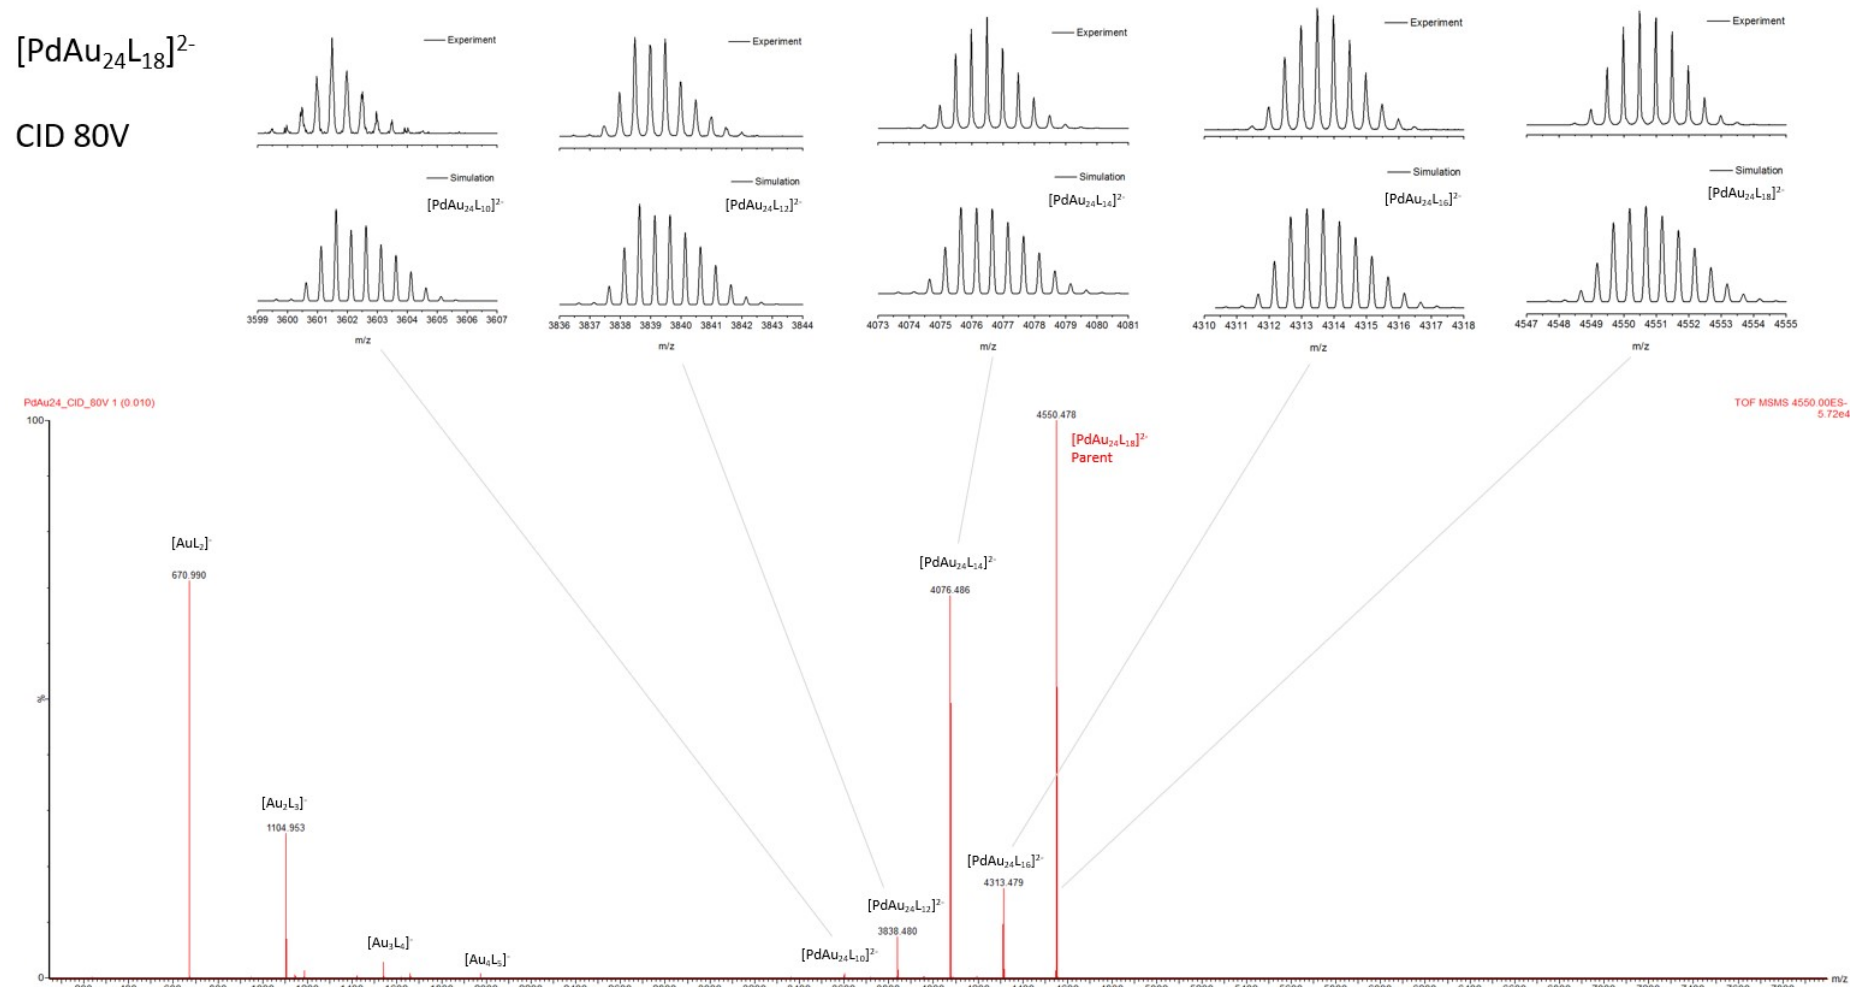 [PdAu₂₄L₁₈]²⁻
CID 80V
Experiment
Experiment
Experiment
Experiment
Experiment
Simulation
Simulation
Simulation
Simulation
Simulation
[PdAu₂₄L₁₀]²⁻
[PdAu₂₄L₁₂]²⁻
[PdAu₂₄L₁₄]²⁻
[PdAu₂₄L₁₆]²⁻
[PdAu₂₄L₁₈]²⁻
3599 3600 3601 3602 3603 3604 3605 3606 3607
3836 3837 3838 3839 3840 3841 3842 3843 3844
4073 4074 4075 4076 4077 4078 4079 4080 4081
4310 4311 4312 4313 4314 4315 4316 4317 4318
4547 4548 4549 4550 4551 4552 4553 4554 4555
m/z
m/z
m/z
m/z
m/z
PdAu24_CID_80V 1 (0.010)
TOF MSMS 4550.00ES-
5.72e4
100
4550.478
[PdAu₂₄L₁₈]²⁻
Parent
[AuL₂]⁻
670.990
[PdAu₂₄L₁₄]²⁻
4076.486
%
[Au₂L₃]⁻
1104.953
[PdAu₂₄L₁₆]²⁻
4313.479
[PdAu₂₄L₁₂]²⁻
3838.480
[Au₃L₄]⁻
[Au₄L₅]⁻
[PdAu₂₄L₁₀]²⁻
0
m/z